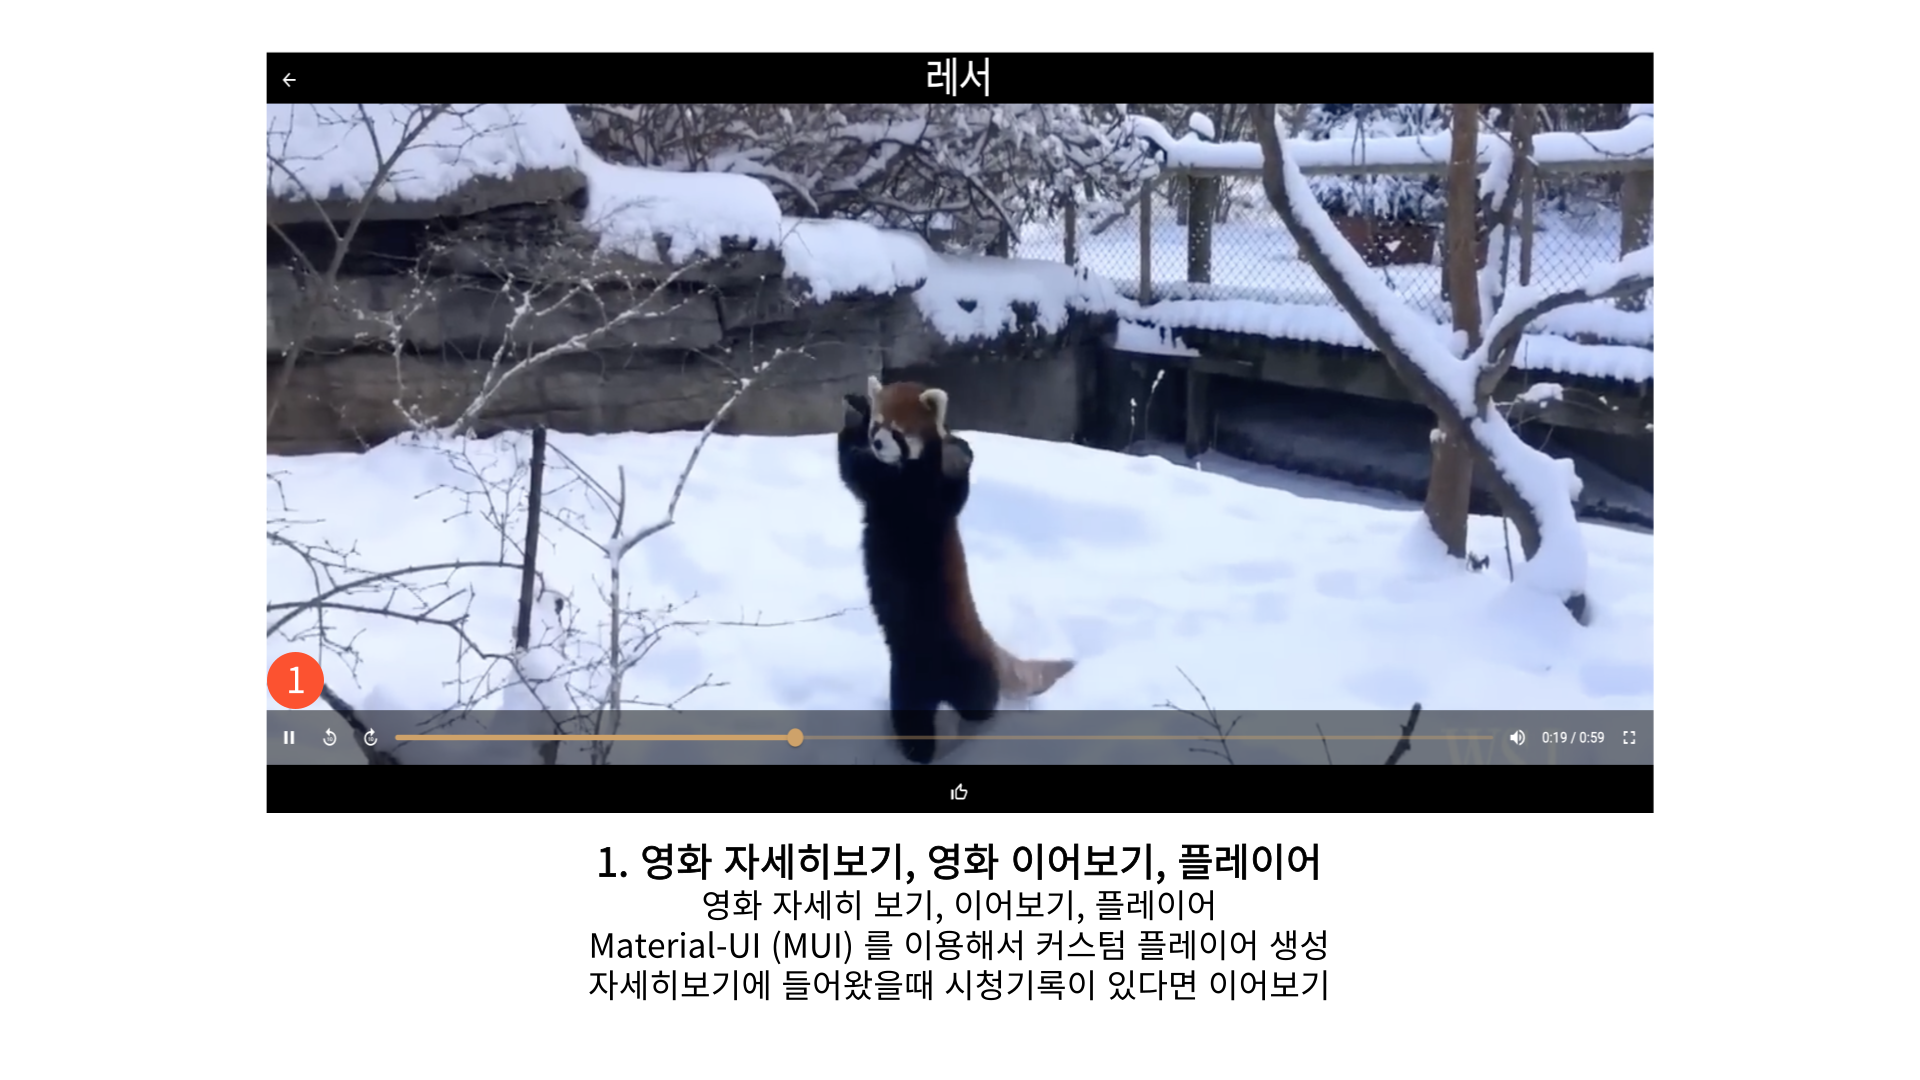 레서
1
0:19 / 0:59
1. 영화 자세히보기, 영화 이어보기, 플레이어
영화 자세히 보기, 이어보기, 플레이어
Material-UI (MUI) 를 이용해서 커스텀 플레이어 생성
자세히보기에 들어왔을때 시청기록이 있다면 이어보기